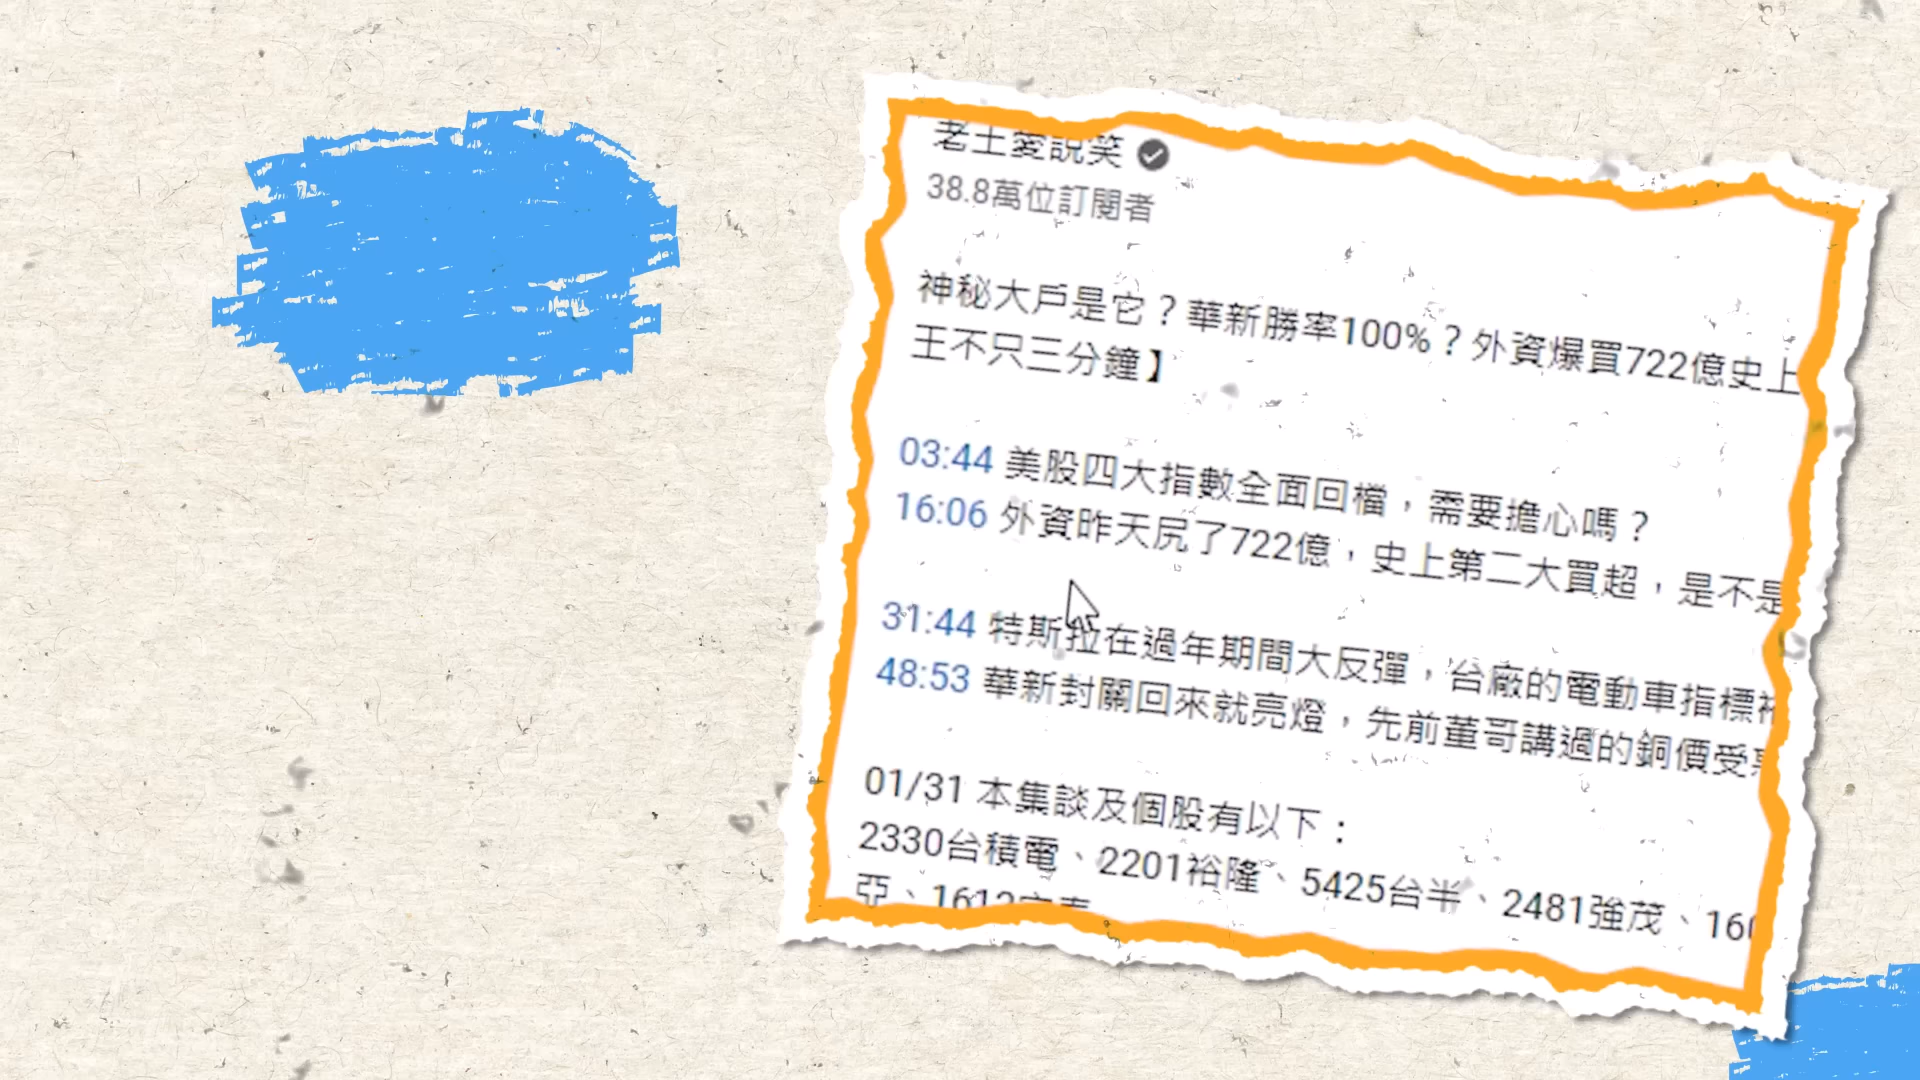 老王愛說笑
38.8萬位訂閱者
神秘大戶是它？華新勝率100%？外資爆買722億史上
王不只三分鐘】
03:44 美股四大指數全面回檔，需要擔心嗎？
16:06 外資昨天尻了722億，史上第二大買超，是不是
31:44 特斯拉在過年期間大反彈，台廠的電動車指標
48:53 華新封關回來就亮燈，先前董哥講過的銅價受
01/31 本集談及個股有以下：
2330台積電、2201裕隆、5425台半、2481強茂、160
亞、1612